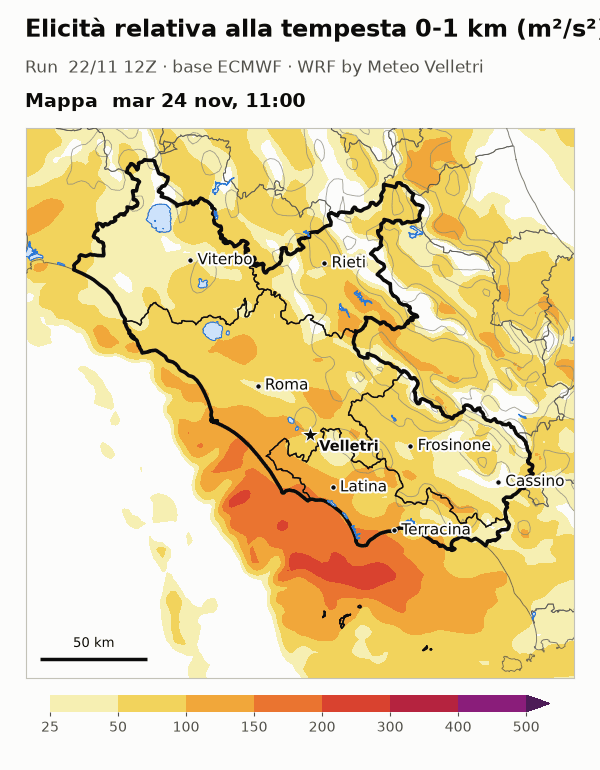 Elicità relativa alla tempesta 0-1 km (m²/s²)
Run  22/11 12Z · base ECMWF · WRF by Meteo Velletri
Mappa  mar 24 nov, 11:00
Viterbo
Rieti
Roma
Velletri
Frosinone
Cassino
Latina
Terracina
50 km
25 50 100 150 200 300 400 500